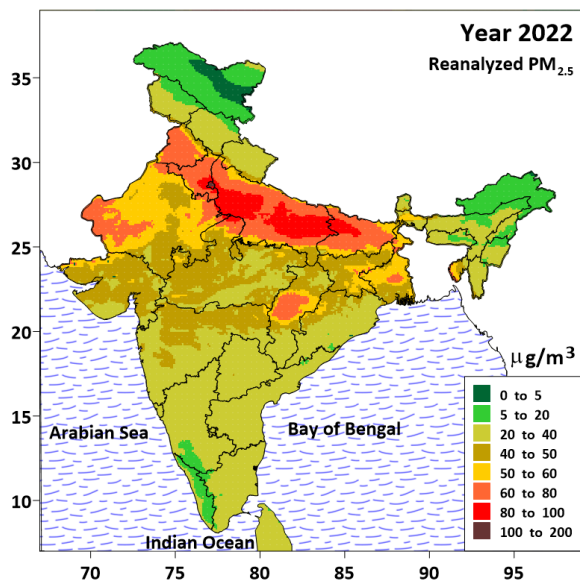 Year 2022
Reanalyzed PM2.5
35
30
25
20
15
10
μg/m³
0 to 5
5 to 20
20 to 40
40 to 50
50 to 60
60 to 80
80 to 100
100 to 200
Arabian Sea
Bay of Bengal
Indian Ocean
70 75 80 85 90 95